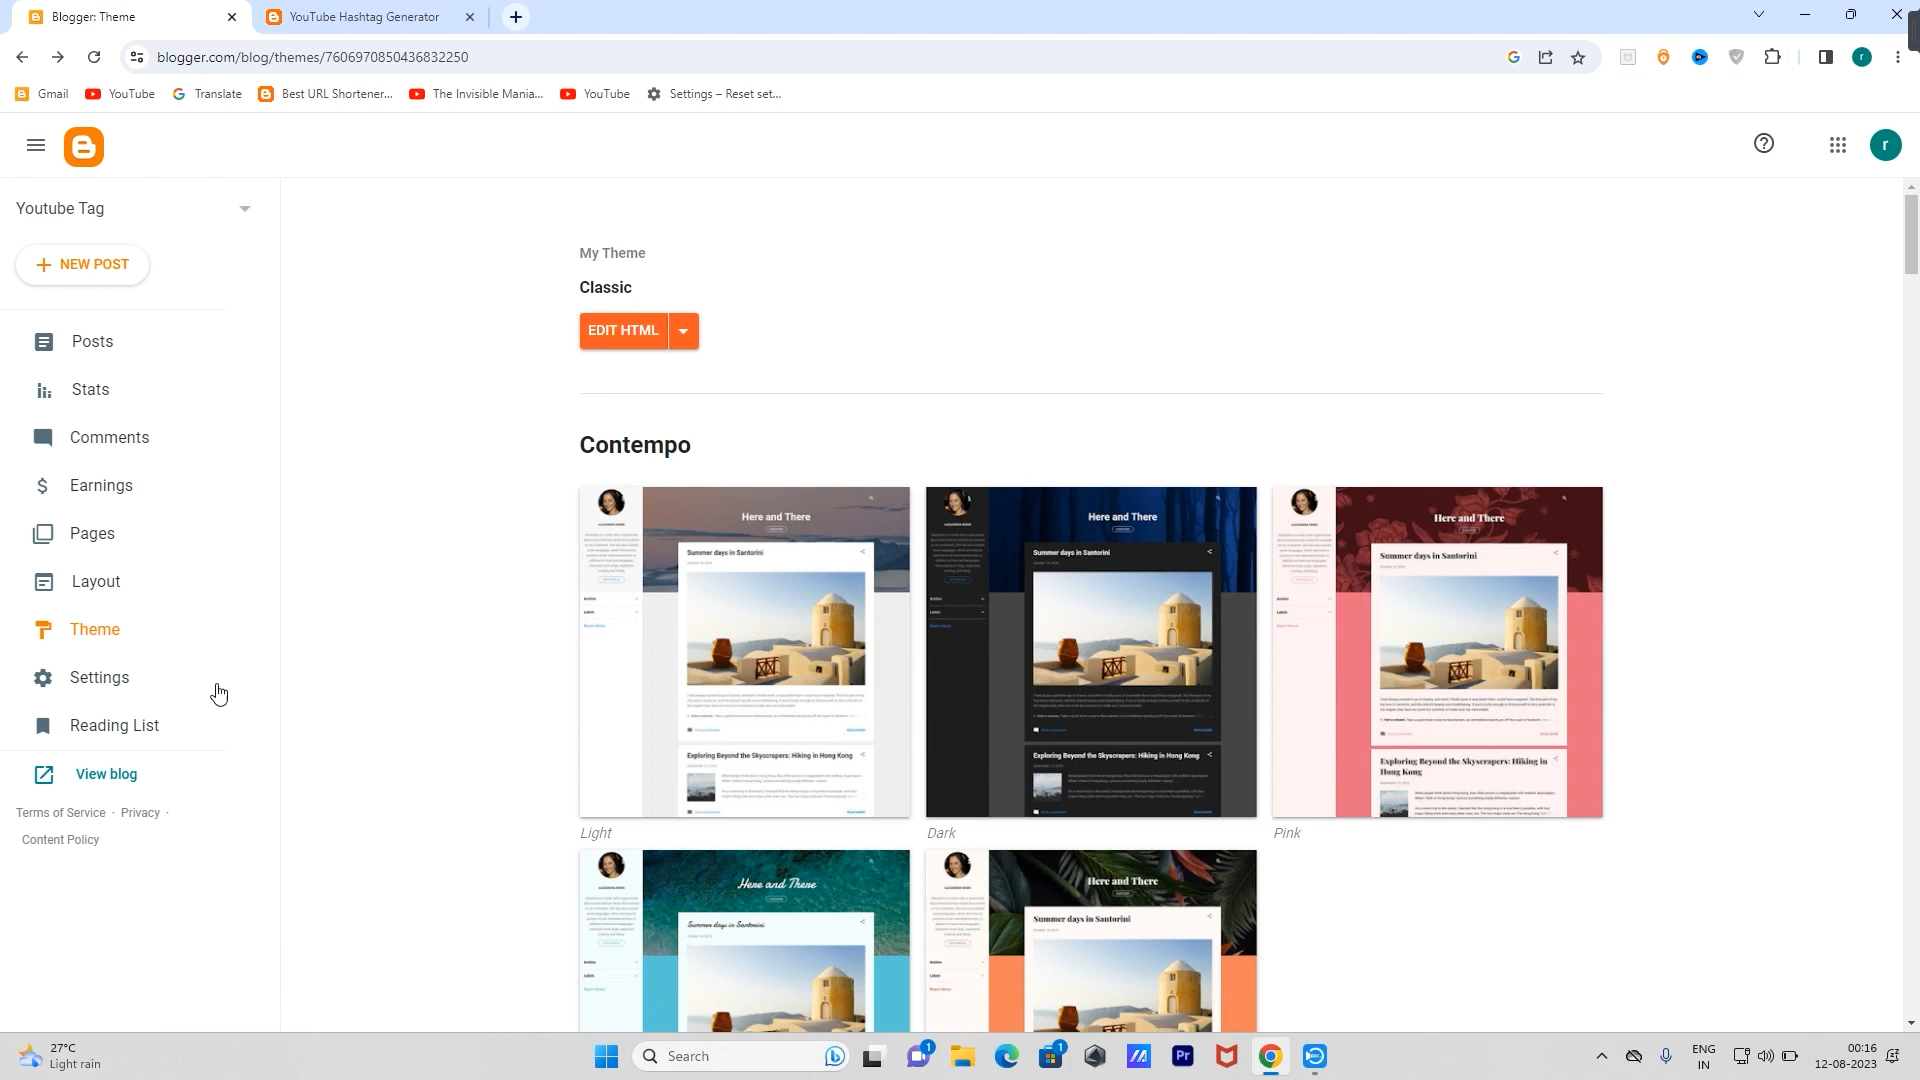 Blogger: Theme
YouTube Hashtag Generator
blogger.com/blog/themes/7606970850436832250
Gmail
YouTube
Translate
Best URL Shortener...
The Invisible Mania...
YouTube
Settings – Reset set...
r
r
Youtube Tag
NEW POST
Posts
Stats
Comments
Earnings
Pages
Layout
Theme
Settings
Reading List
View blog
Terms of Service · Privacy ·
Content Policy
My Theme
Classic
EDIT HTML
Contempo
Here and There
Summer days in Santorini
Exploring Beyond the Skyscrapers: Hiking in Hong Kong
Here and There
Summer days in Santorini
Exploring Beyond the Skyscrapers: Hiking in Hong Kong
Here and There
Summer days in Santorini
Exploring Beyond the Skyscrapers: Hiking in
Hong Kong
Light
Dark
Pink
Here and There
Summer days in Santorini
Here and There
Summer days in Santorini
27°C
Light rain
Search
1
1
Pr
ENG
IN
00:16
12-08-2023